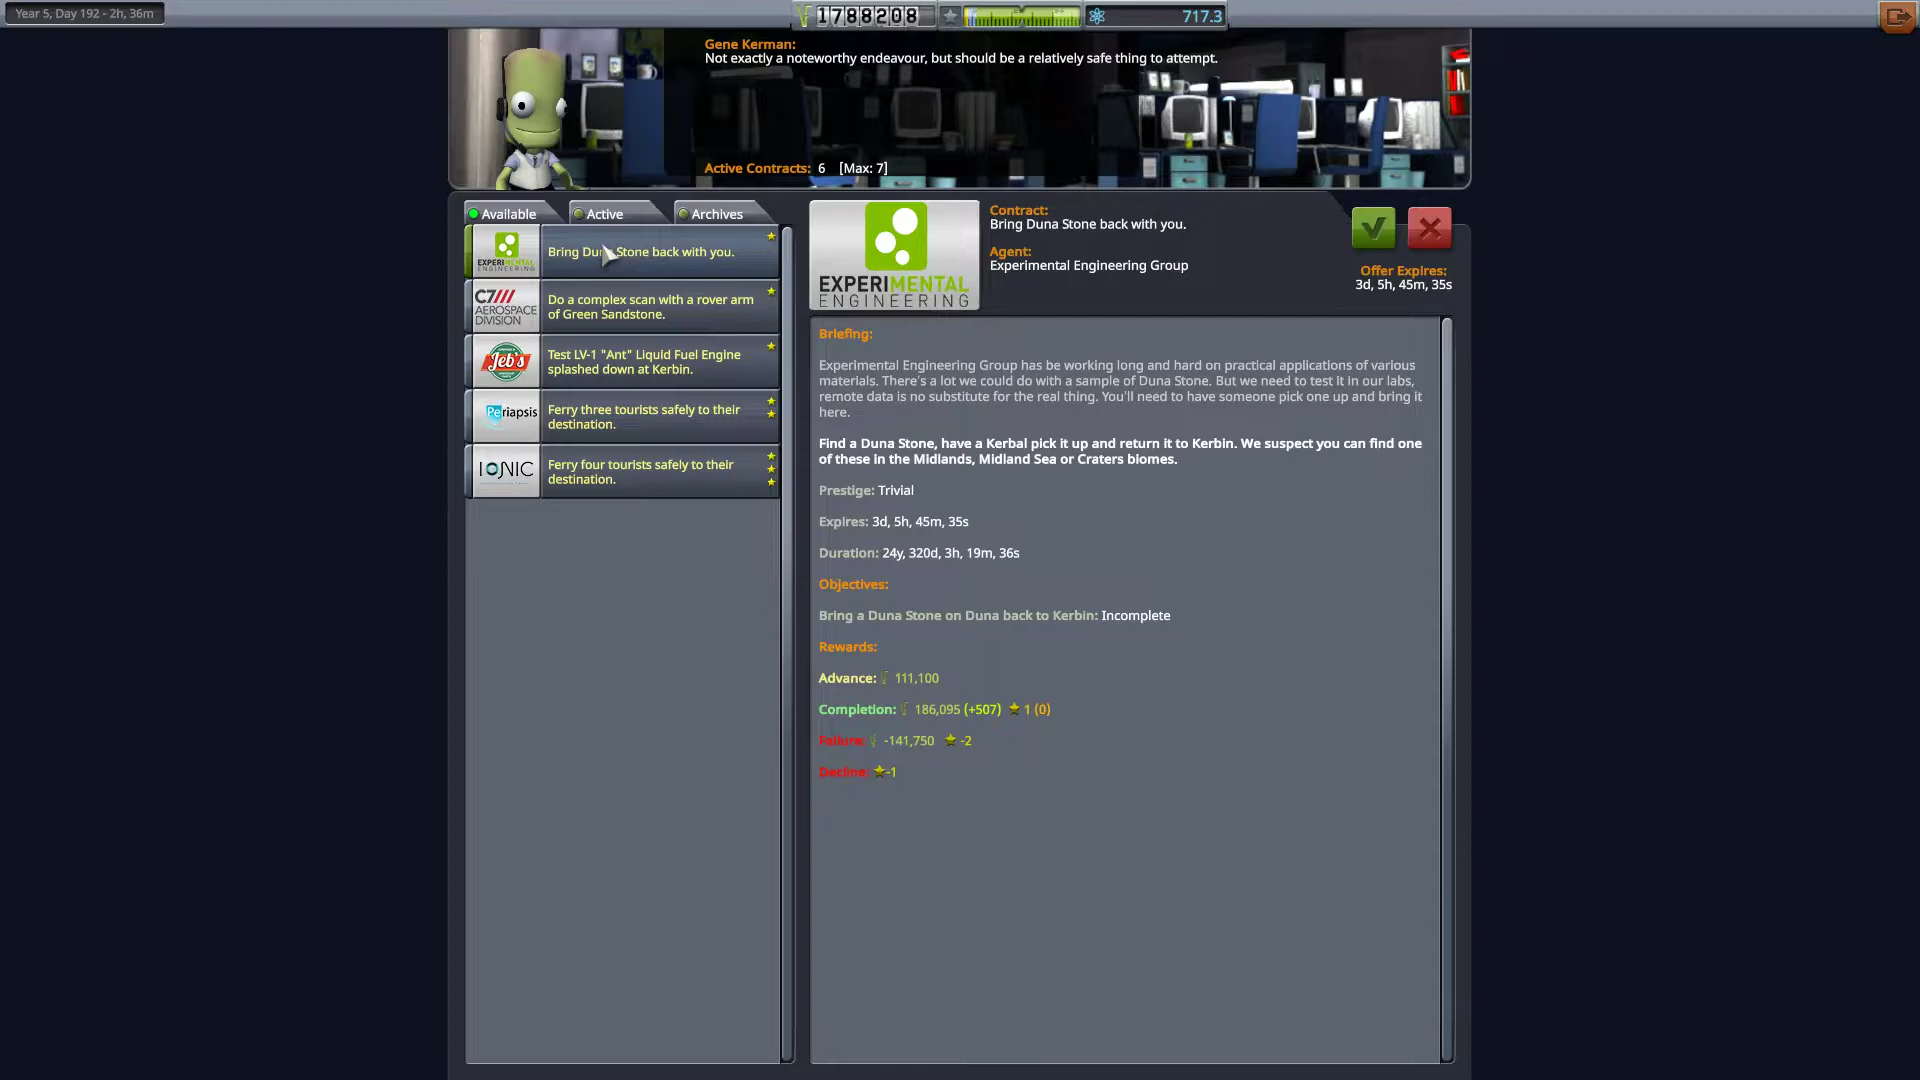 Year 5, Day 192 - 2h, 36m
1788208
717.3
Gene Kerman:
Not exactly a noteworthy endeavour, but should be a relatively safe thing to attempt.
Active Contracts: 6 [Max: 7]
Available
Active
Archives
EXPERIMENTAL
ENGINEERING
Bring Duna Stone back with you.
C7///
AEROSPACE
DIVISION
Do a complex scan with a rover arm
of Green Sandstone.
Jeb's
Test LV-1 "Ant" Liquid Fuel Engine
splashed down at Kerbin.
Periapsis
Ferry three tourists safely to their
destination.
IONIC
Ferry four tourists safely to their
destination.
EXPERIMENTAL
ENGINEERING
Contract:
Bring Duna Stone back with you.
Agent:
Experimental Engineering Group
Offer Expires:
3d, 5h, 45m, 35s
Briefing:
Experimental Engineering Group has be working long and hard on practical applications of various
materials. There's a lot we could do with a sample of Duna Stone. But we need to test it in our labs,
remote data is no substitute for the real thing. You'll need to have someone pick one up and bring it
here.
Find a Duna Stone, have a Kerbal pick it up and return it to Kerbin. We suspect you can find one
of these in the Midlands, Midland Sea or Craters biomes.
Prestige: Trivial
Expires: 3d, 5h, 45m, 35s
Duration: 24y, 320d, 3h, 19m, 36s
Objectives:
Bring a Duna Stone on Duna back to Kerbin: Incomplete
Rewards:
Advance: 111,100
Completion: 186,095 (+507) 1 (0)
Failure: -141,750 -2
Decline: -1